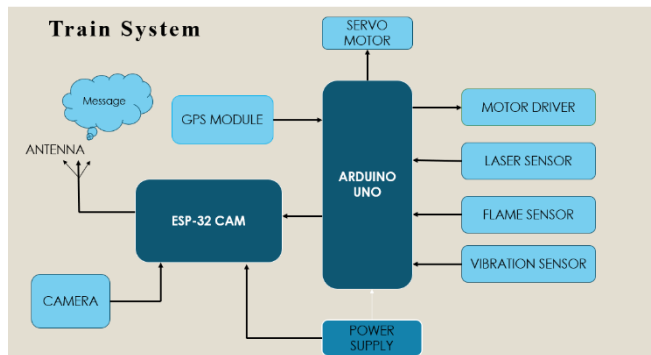 Train System
SERVO
MOTOR
Message
GPS MODULE
MOTOR DRIVER
ANTENNA
LASER SENSOR
ARDUINO
UNO
ESP-32 CAM
FLAME SENSOR
VIBRATION SENSOR
CAMERA
POWER
SUPPLY